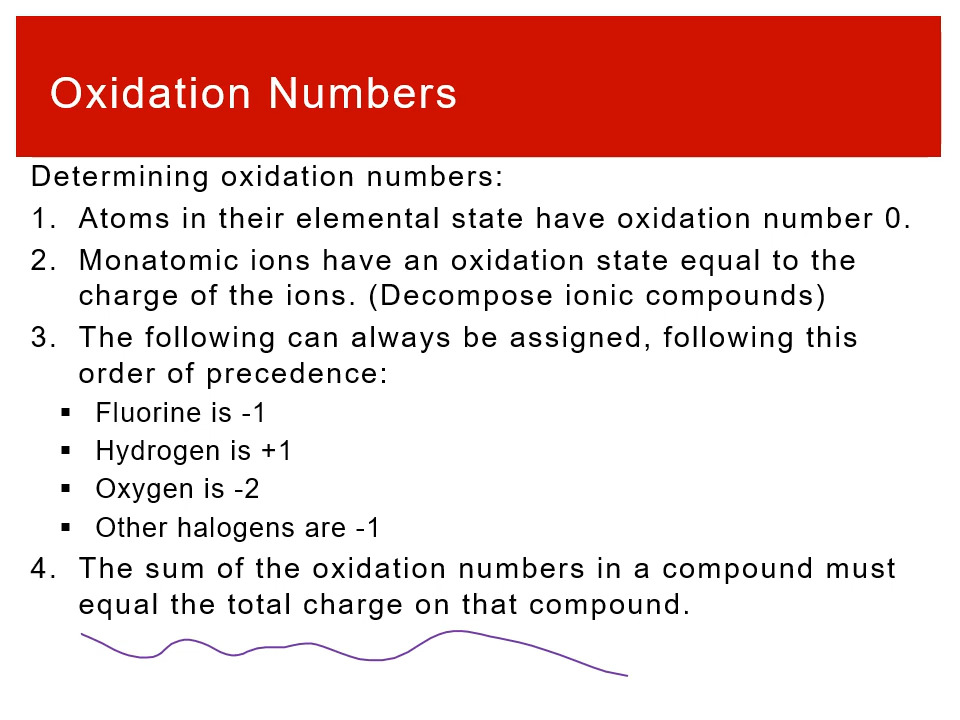 Oxidation Numbers
Determining oxidation numbers:
1. Atoms in their elemental state have oxidation number 0.
2. Monatomic ions have an oxidation state equal to the
charge of the ions. (Decompose ionic compounds)
3. The following can always be assigned, following this
order of precedence:
▪ Fluorine is -1
▪ Hydrogen is +1
▪ Oxygen is -2
▪ Other halogens are -1
4. The sum of the oxidation numbers in a compound must
equal the total charge on that compound.